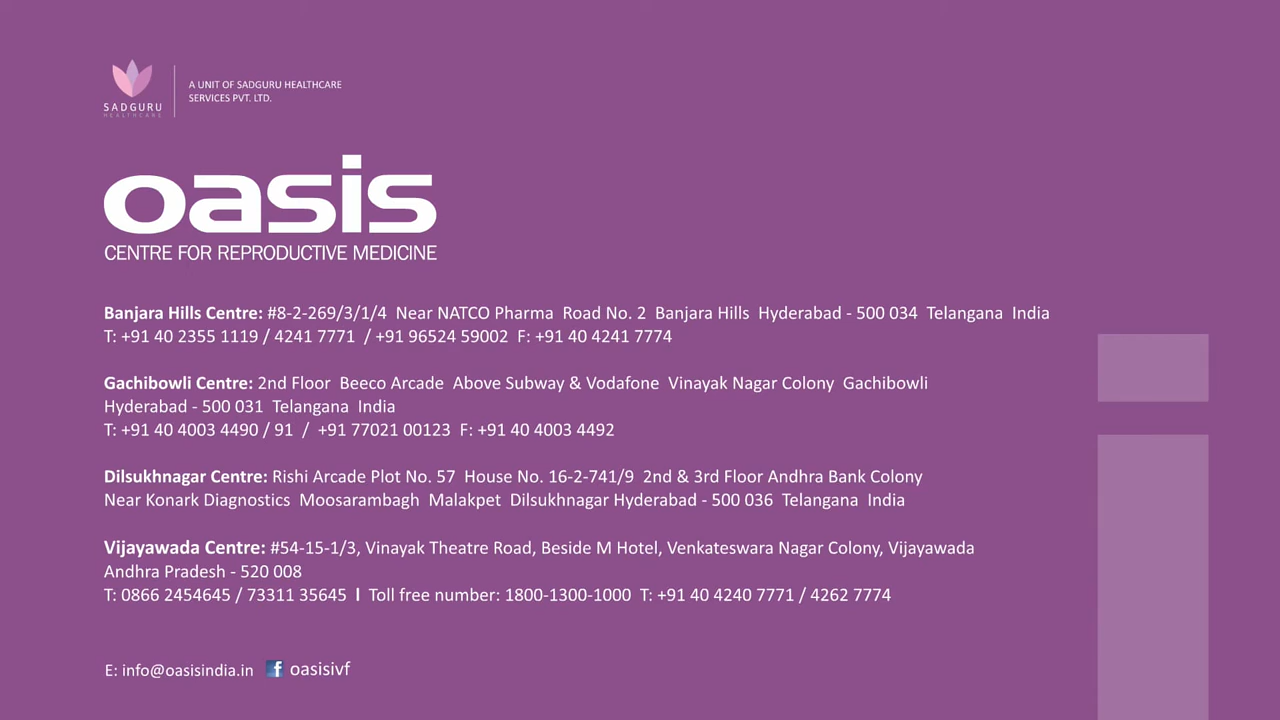 SADGURU
HEALTHCARE
A UNIT OF SADGURU HEALTHCARE
SERVICES PVT. LTD.
oasis
CENTRE FOR REPRODUCTIVE MEDICINE
Banjara Hills Centre: #8-2-269/3/1/4 Near NATCO Pharma Road No. 2 Banjara Hills Hyderabad - 500 034 Telangana India
T: +91 40 2355 1119 / 4241 7771 / +91 96524 59002 F: +91 40 4241 7774
Gachibowli Centre: 2nd Floor Beeco Arcade Above Subway & Vodafone Vinayak Nagar Colony Gachibowli
Hyderabad - 500 031 Telangana India
T: +91 40 4003 4490 / 91 / +91 77021 00123 F: +91 40 4003 4492
Dilsukhnagar Centre: Rishi Arcade Plot No. 57 House No. 16-2-741/9 2nd & 3rd Floor Andhra Bank Colony
Near Konark Diagnostics Moosarambagh Malakpet Dilsukhnagar Hyderabad - 500 036 Telangana India
Vijayawada Centre: #54-15-1/3, Vinayak Theatre Road, Beside M Hotel, Venkateswara Nagar Colony, Vijayawada
Andhra Pradesh - 520 008
T: 0866 2454645 / 73311 35645 l Toll free number: 1800-1300-1000 T: +91 40 4240 7771 / 4262 7774
E: info@oasisindia.in f oasisivf